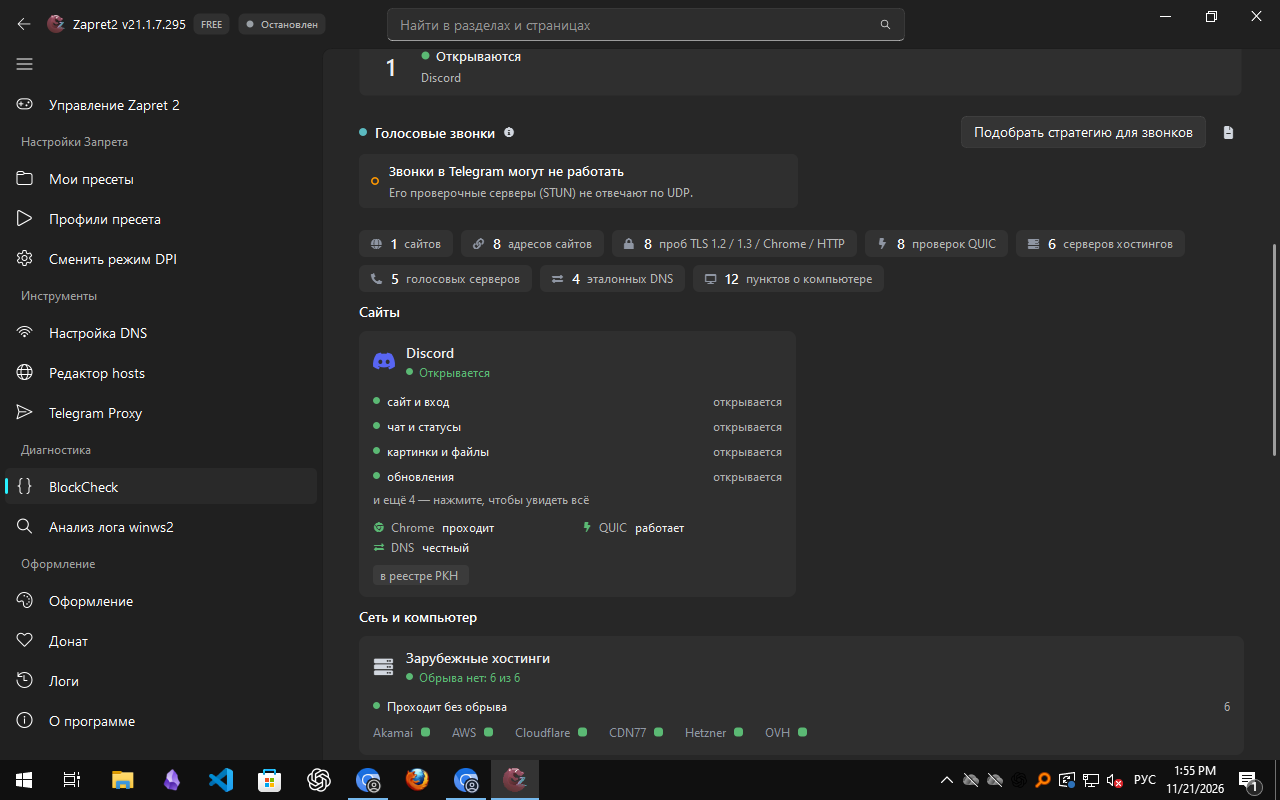 Zapret2 v21.1.7.295 FREE Остановлен
Найти в разделах и страницах
Управление Zapret 2
Настройки Запрета
Мои пресеты
Профили пресета
Сменить режим DPI
Инструменты
Настройка DNS
Редактор hosts
Telegram Proxy
Диагностика
BlockCheck
Анализ лога winws2
Оформление
Оформление
Донат
Логи
О программе
1 Открываются
Discord
Голосовые звонки
Подобрать стратегию для звонков
Звонки в Telegram могут не работать
Его проверочные серверы (STUN) не отвечают по UDP.
1 сайтов 8 адресов сайтов 8 проб TLS 1.2 / 1.3 / Chrome / HTTP 8 проверок QUIC 6 серверов хостингов
5 голосовых серверов 4 эталонных DNS 12 пунктов о компьютере
Сайты
Discord
Открывается
сайт и вход открывается
чат и статусы открывается
картинки и файлы открывается
обновления открывается
и ещё 4 — нажмите, чтобы увидеть всё
Chrome проходит QUIC работает
DNS честный
в реестре РКН
Сеть и компьютер
Зарубежные хостинги
Обрыва нет: 6 из 6
Проходит без обрыва 6
Akamai AWS Cloudflare CDN77 Hetzner OVH
РУС
1:55 PM
11/21/2026
1